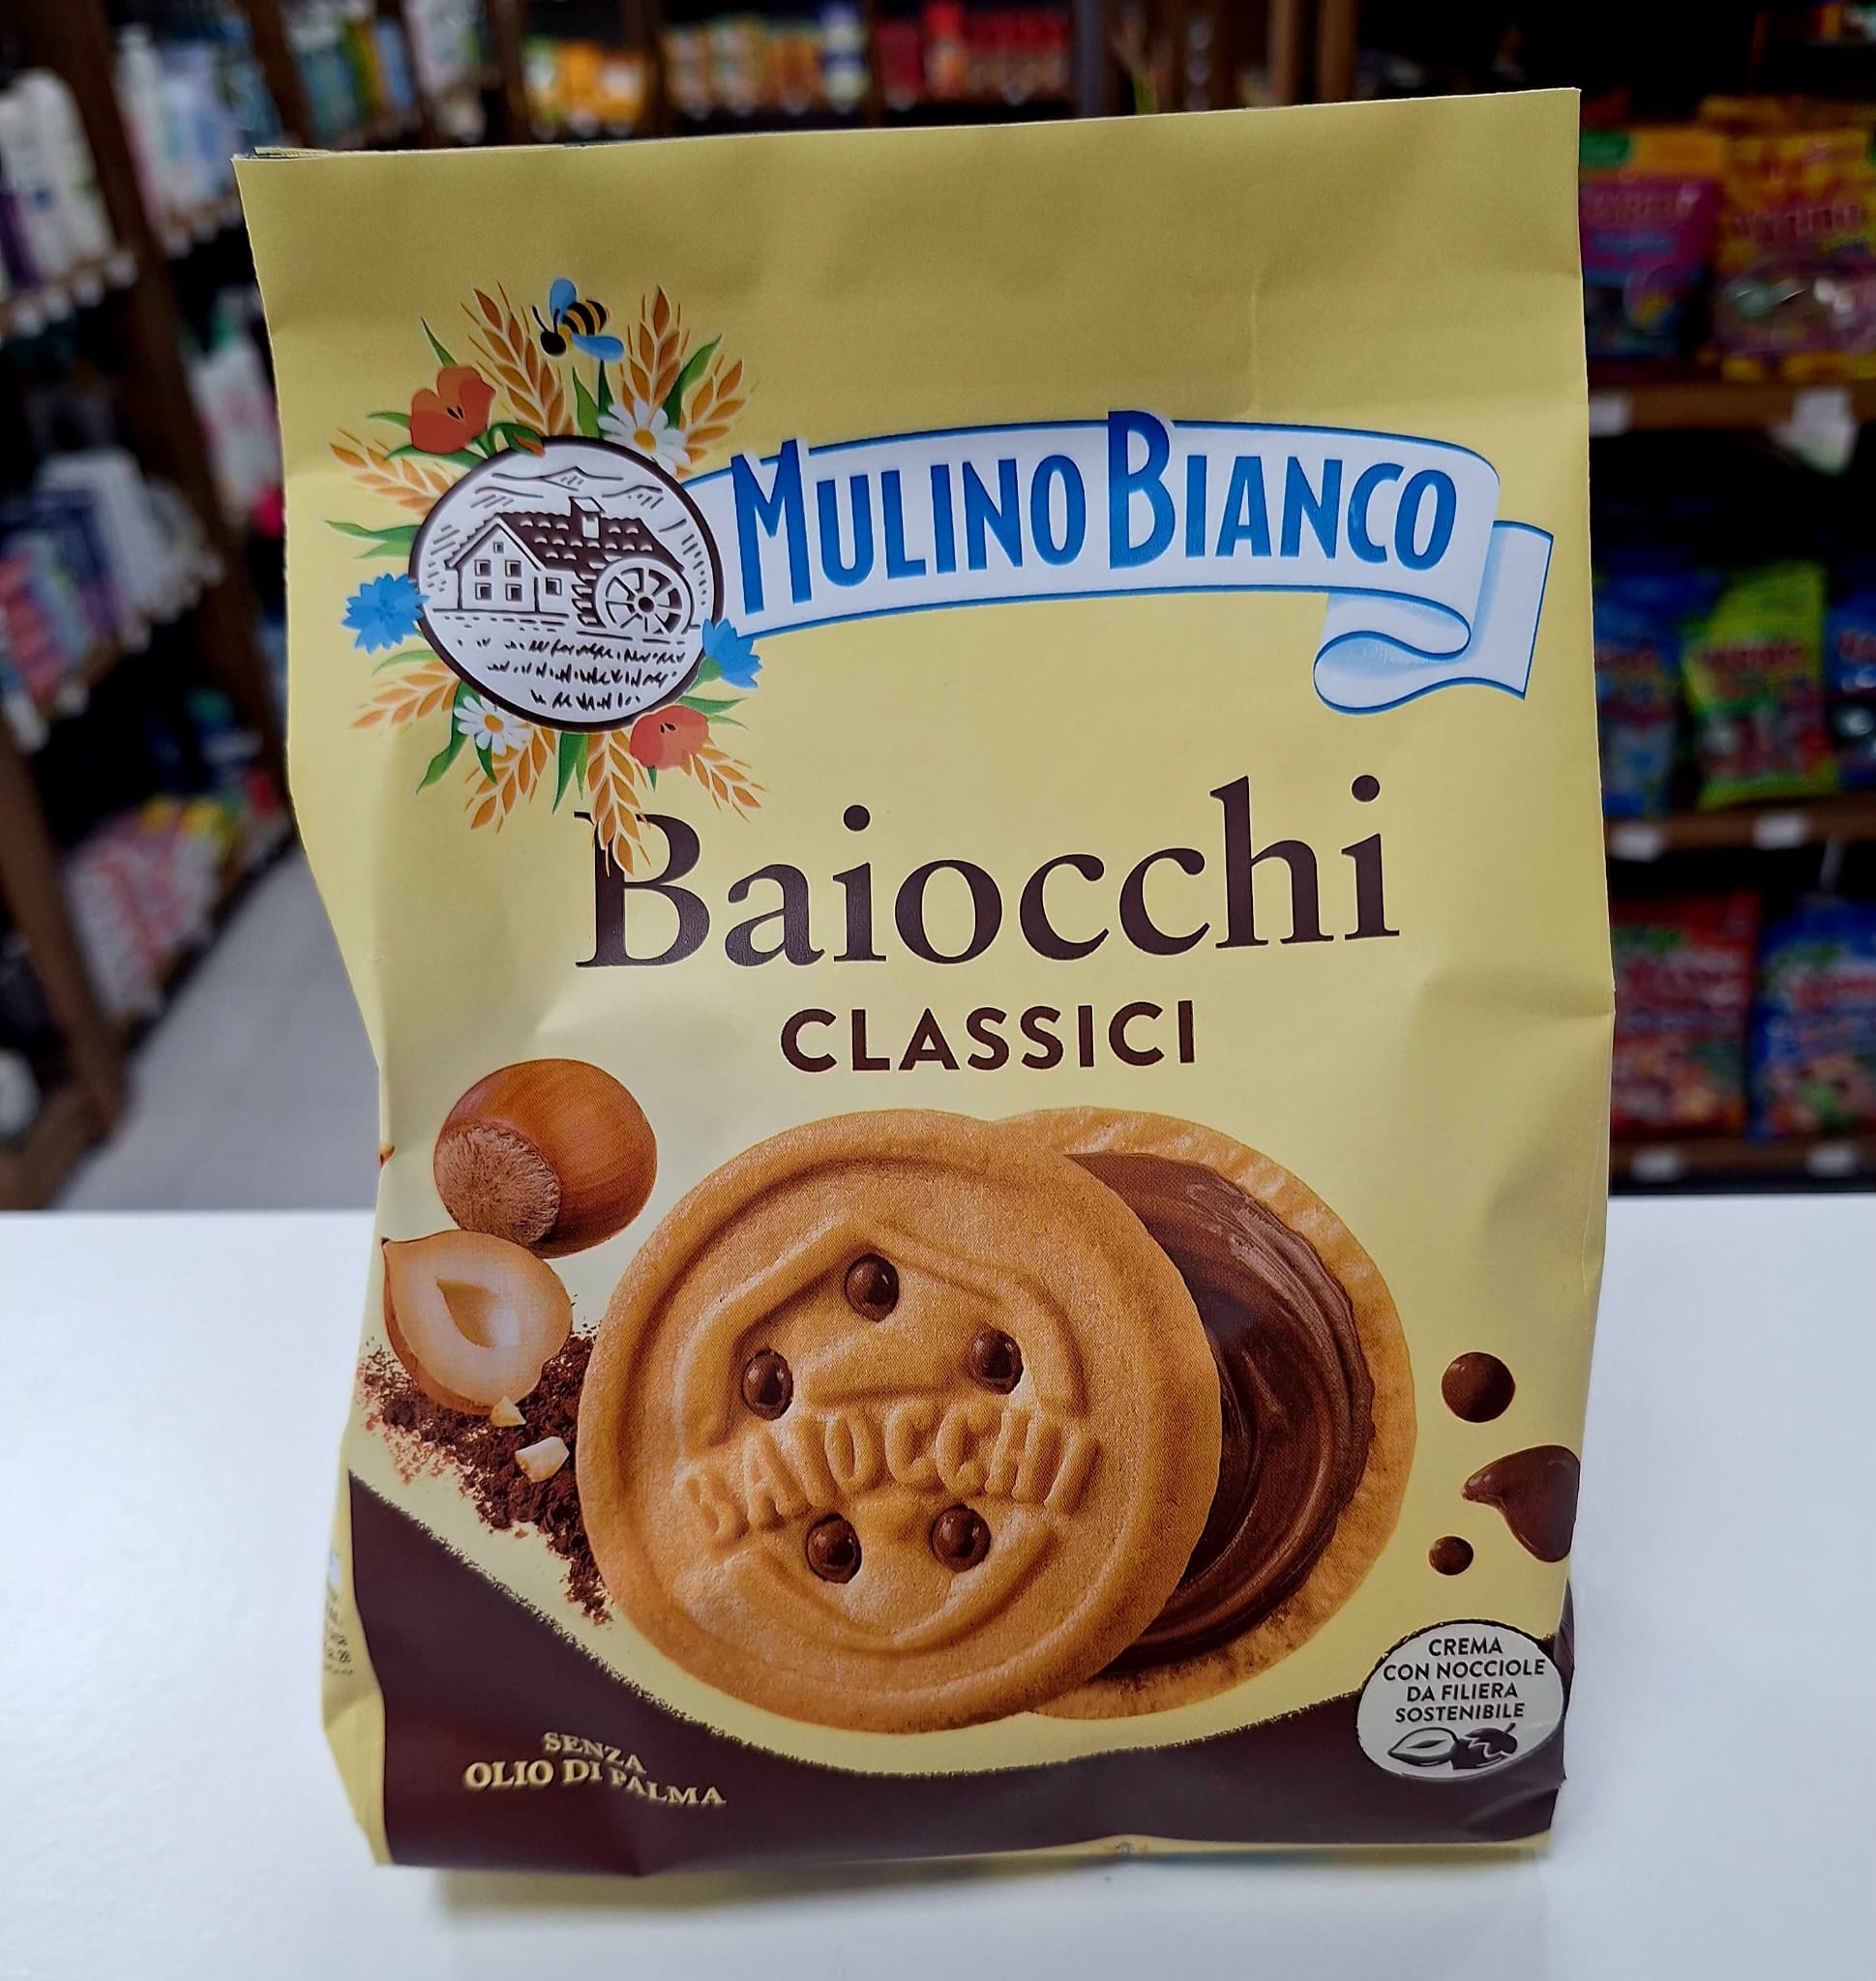 MULINO BIANCO
Baiocchi
CLASSICI
BAIOCCHI
CREMA
CON NOCCIOLE
DA FILIERA
SOSTENIBILE
SENZA
OLIO DI PALMA